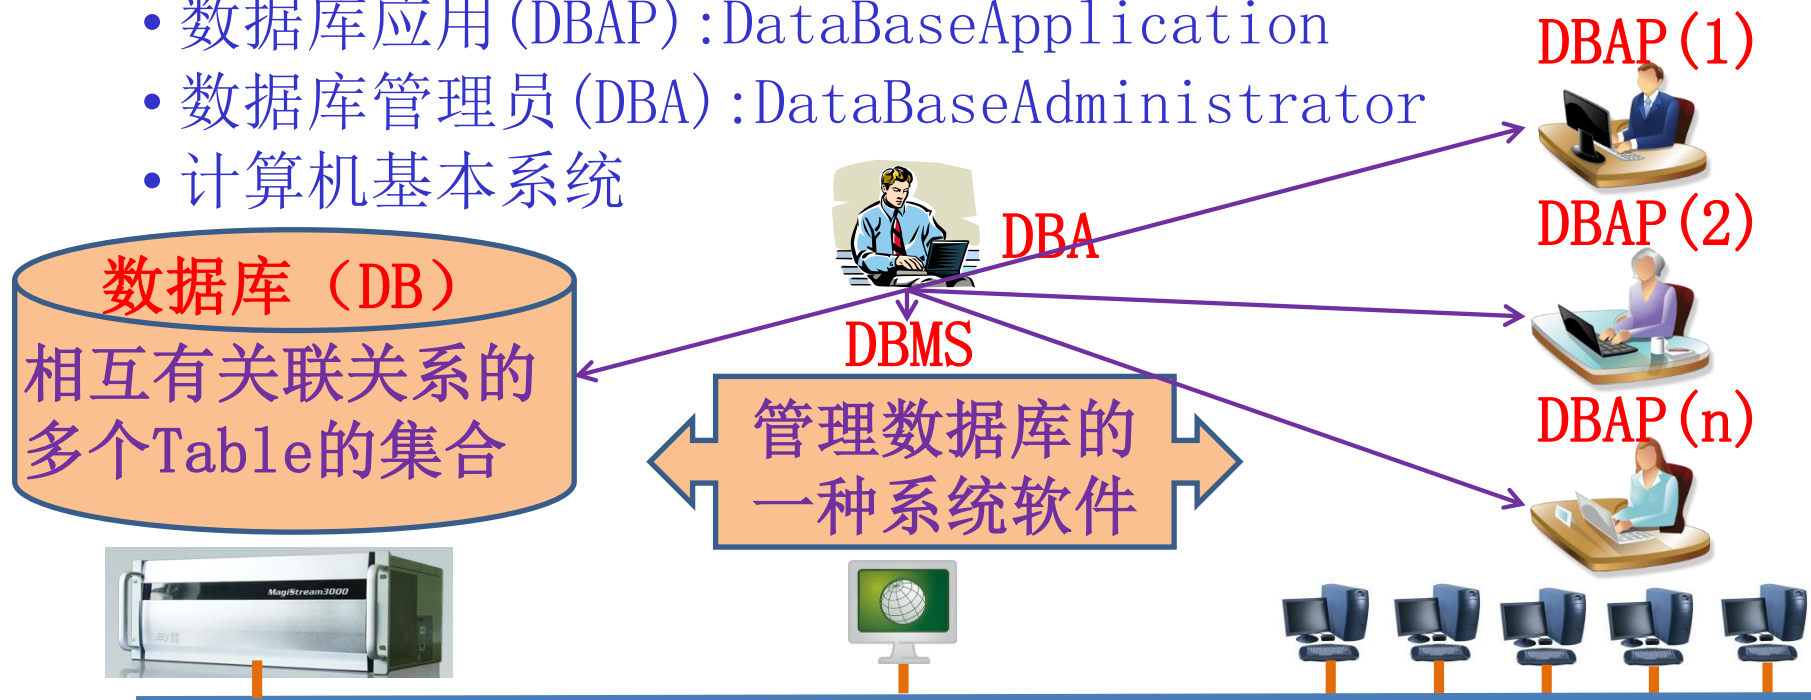 •数据库应用(DBAP):DataBaseApplication
•数据库管理员(DBA):DataBaseAdministrator
•计算机基本系统
DBAP(1)
DBAP(2)
DBAP(n)
DBA
DBMS
数据库（DB）
相互有关联关系的
多个Table的集合
管理数据库的
一种系统软件
MagiStream3000